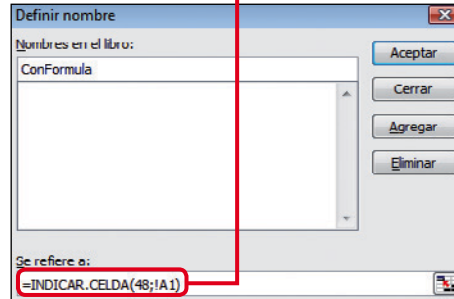 Definir nombre
Nombres en el libro:
ConFormula
Aceptar
Cerrar
Agregar
Eliminar
Se refiere a:
=INDICAR.CELDA(48;!A1)